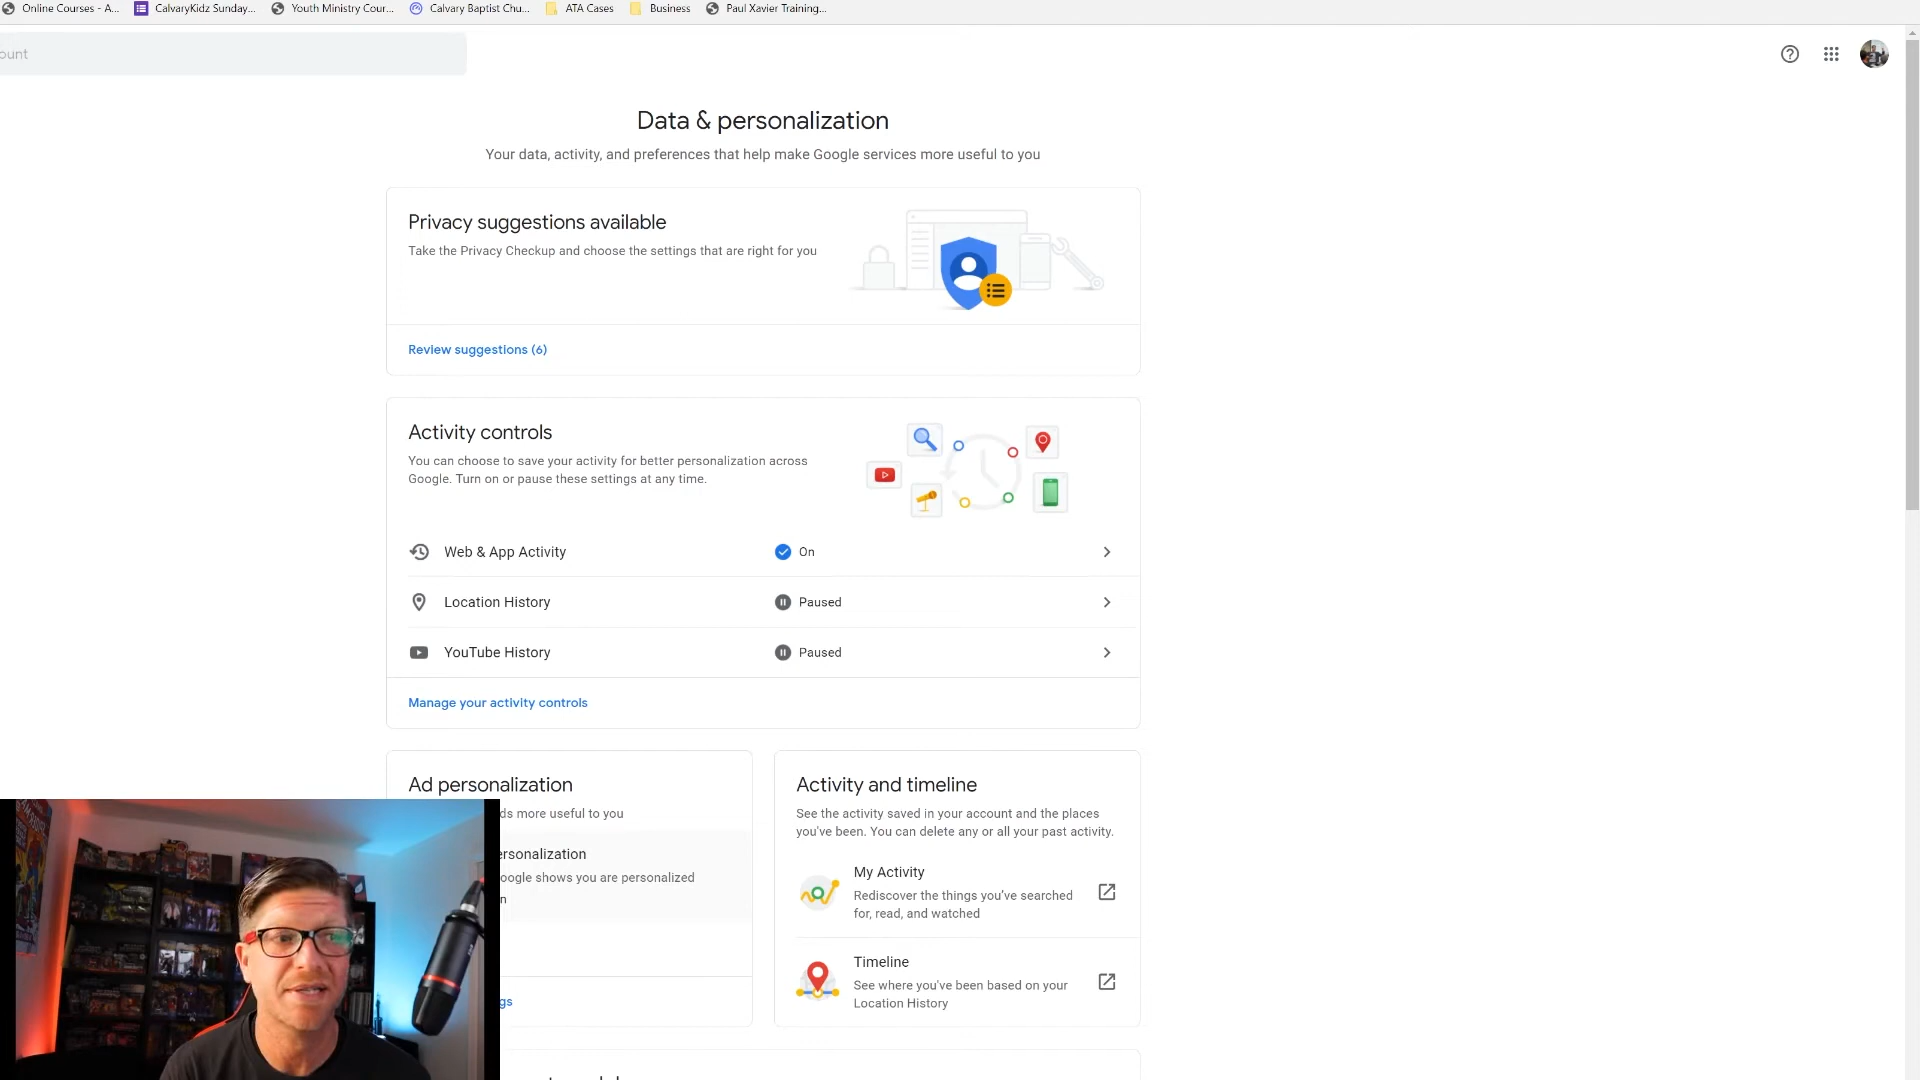 Online Courses - A...
CalvaryKidz Sunday...
Youth Ministry Cour...
Calvary Baptist Chu...
ATA Cases
Business
Paul Xavier Training...
ount
Data & personalization
Your data, activity, and preferences that help make Google services more useful to you
Privacy suggestions available
Take the Privacy Checkup and choose the settings that are right for you
Review suggestions (6)
Activity controls
You can choose to save your activity for better personalization across
Google. Turn on or pause these settings at any time.
Web & App Activity
On
Location History
Paused
YouTube History
Paused
Manage your activity controls
Ad personalization
ds more useful to you
ersonalization
oogle shows you are personalized
n
gs
Activity and timeline
See the activity saved in your account and the places
you've been. You can delete any or all your past activity.
My Activity
Rediscover the things you've searched
for, read, and watched
Timeline
See where you've been based on your
Location History